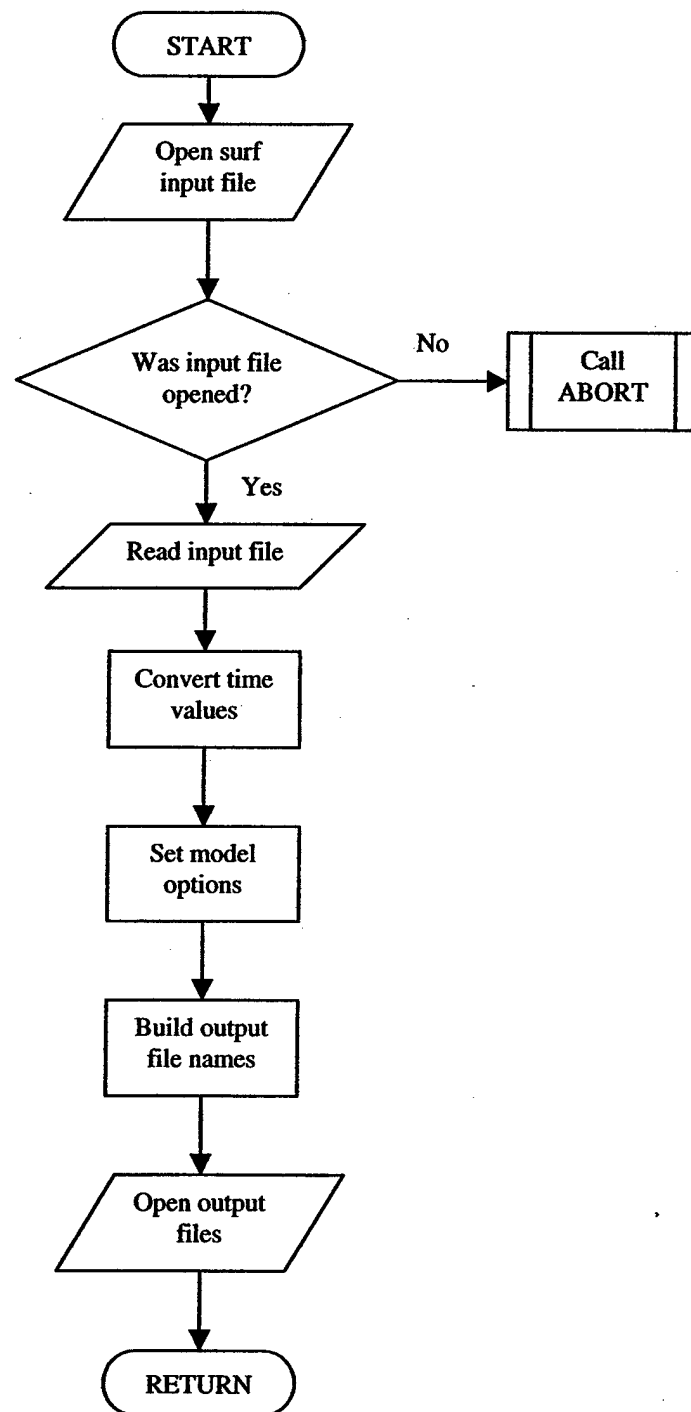 START
Open surf
input file
Was input file
opened?
No
Call
ABORT
Yes
Read input file
Convert time
values
Set model
options
Build output
file names
Open output
files
RETURN